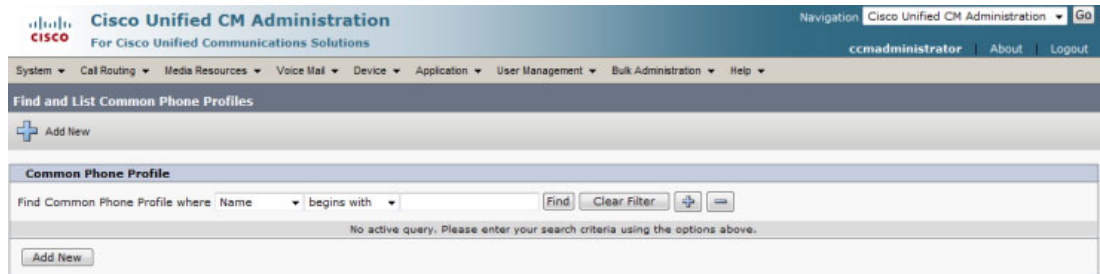 Cisco Unified CM Administration
Navigation Cisco Unified CM Administration Go
CISCO
For Cisco Unified Communications Solutions
ccmadministrator About Logout
System Call Routing Media Resources Voice Mail Device Application User Management Bulk Administration Help
Find and List Common Phone Profiles
Add New
Common Phone Profile
Find Common Phone Profile where Name begins with Find Clear Filter
No active query. Please enter your search criteria using the options above.
Add New